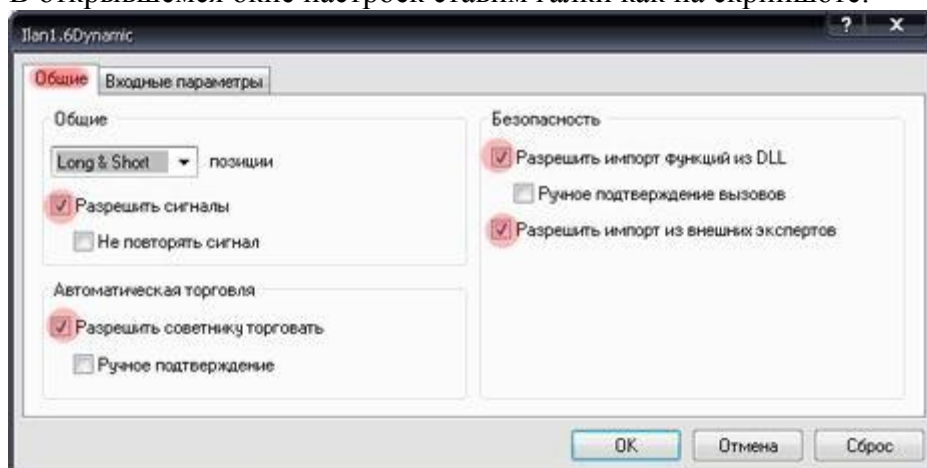 В открывшемся окне настроек ставим галки как на скриншоте.
Ilan1.6Dynamic
Общие
Входные параметры
Общие
Long & Short
позиции
Разрешить сигналы
Не повторять сигнал
Автоматическая торговля
Разрешить советнику торговать
Ручное подтверждение
Безопасность
Разрешить импорт функций из DLL
Ручное подтверждение вызовов
Разрешить импорт из внешних экспертов
OK
Отмена
Сброс